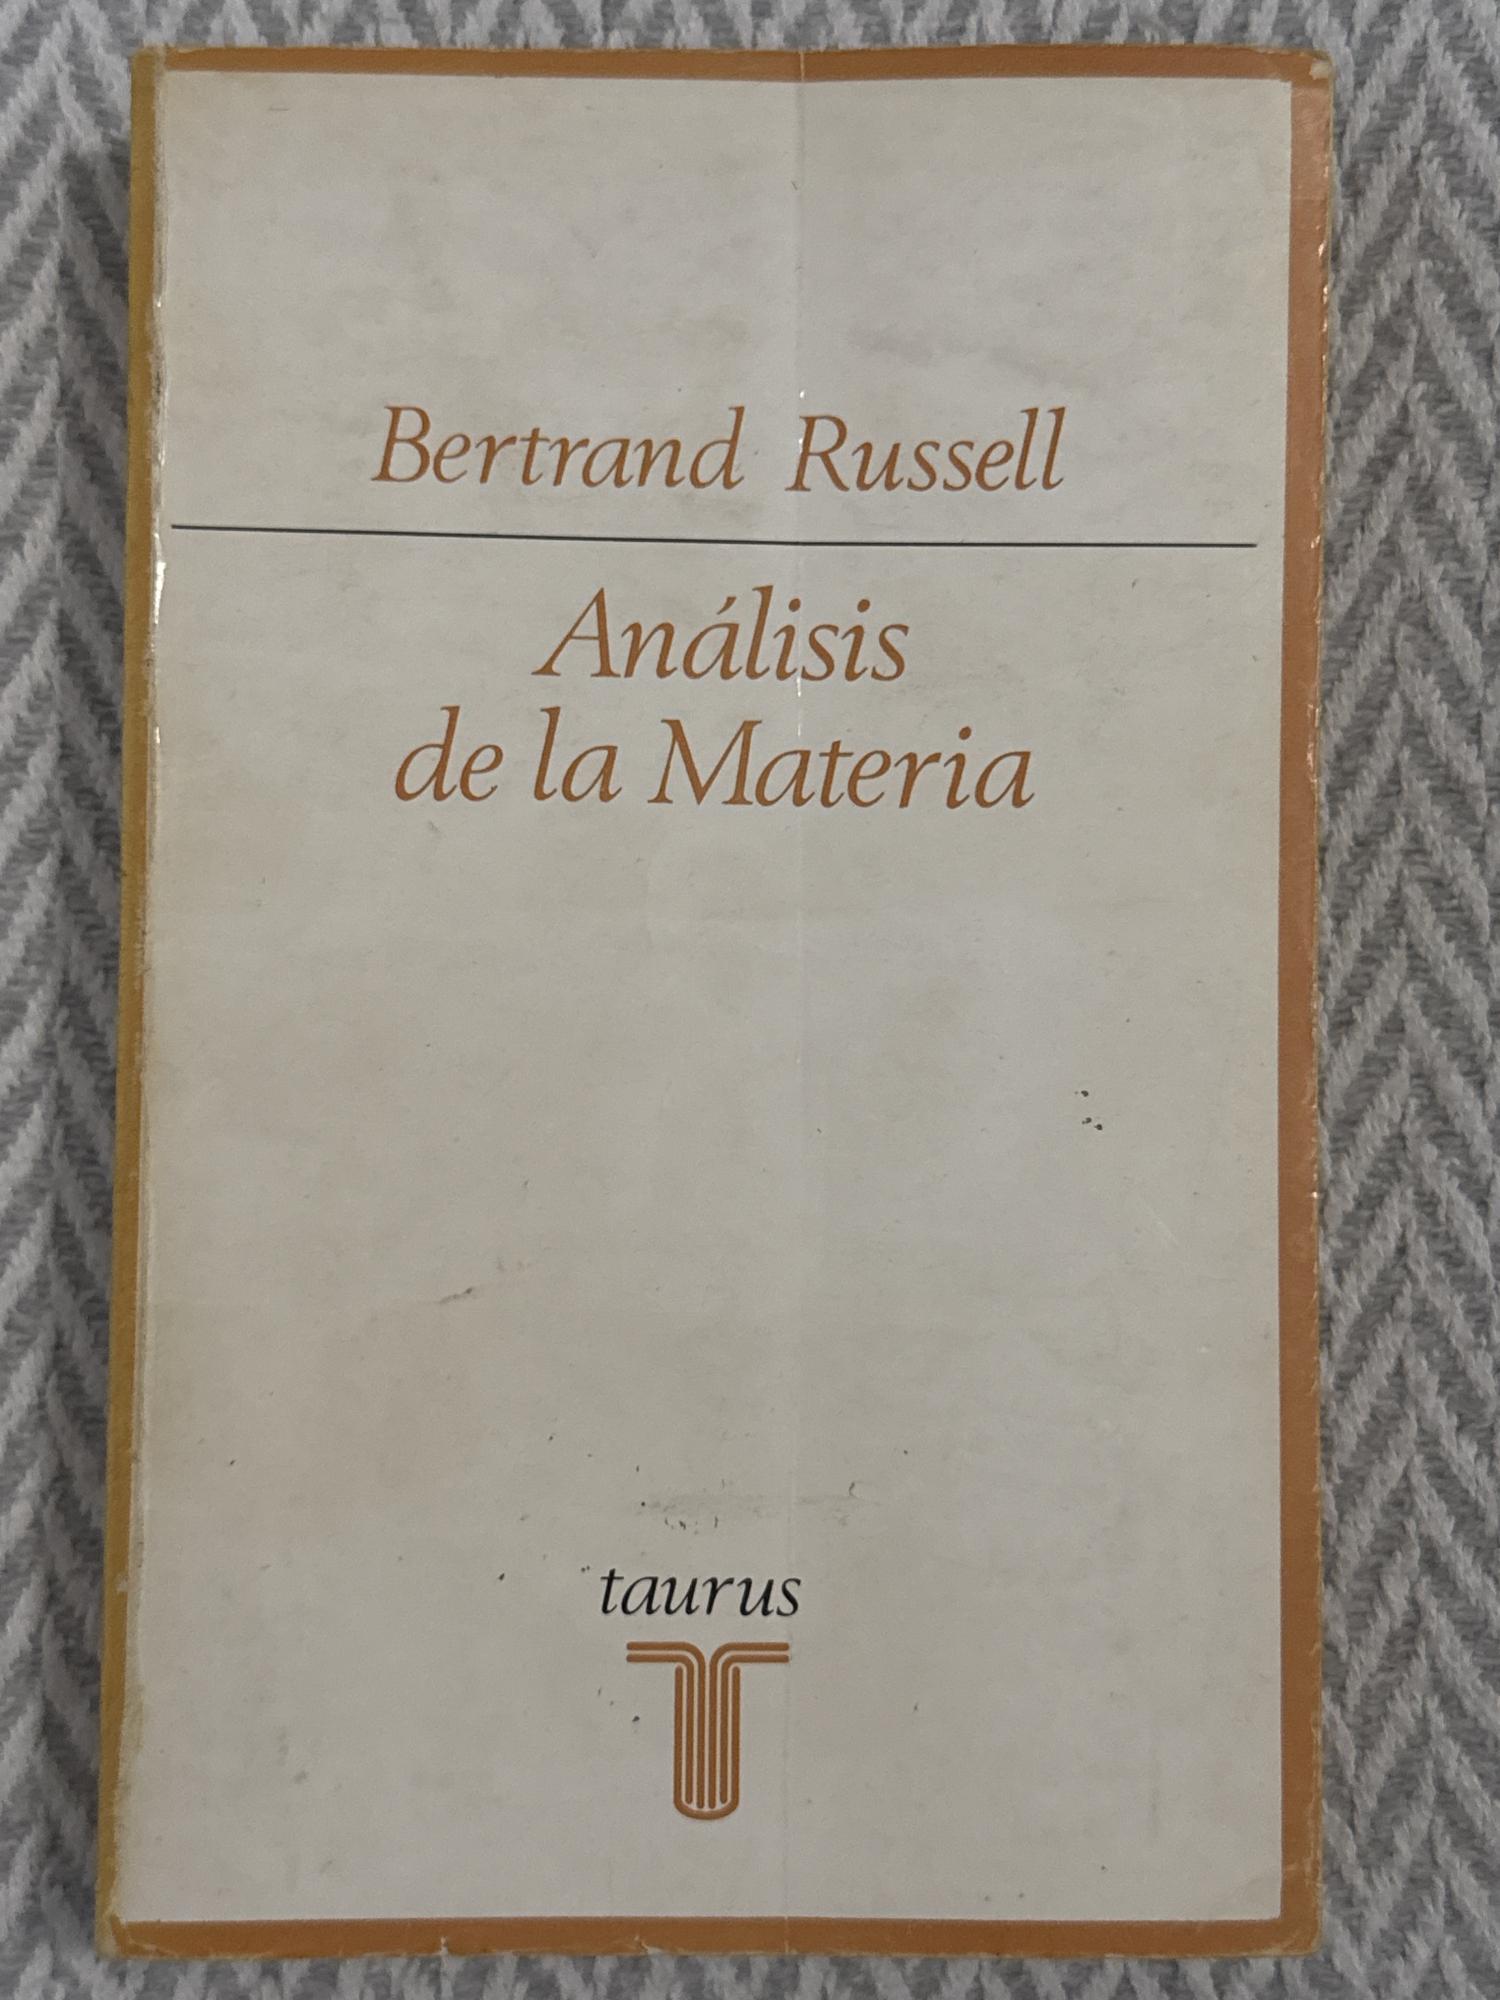 Bertrand Russell
Análisis
de la Materia
taurus